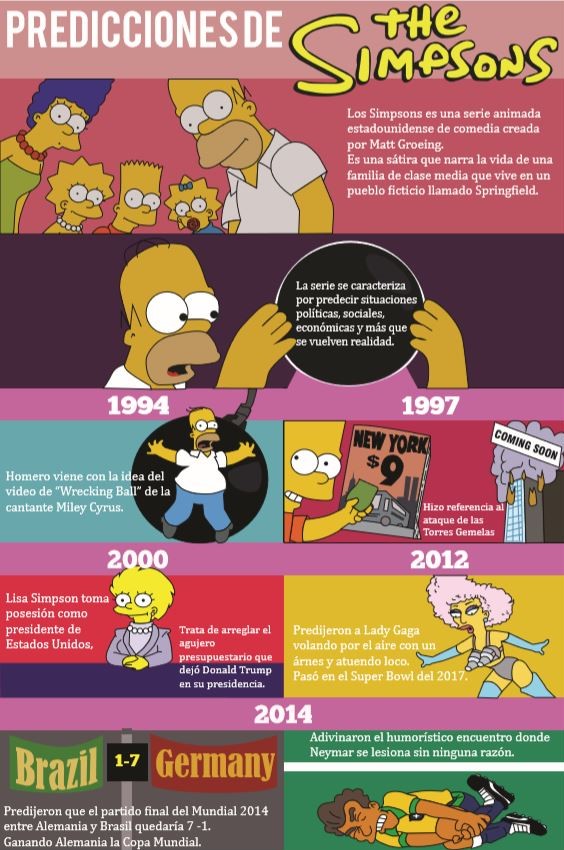 PREDICCIONES DE
THE
SIMPSONS
Los Simpsons es una serie animada
estadounidense de comedia creada
por Matt Groeing.
Es una sátira que narra la vida de una
familia de clase media que vive en un
pueblo ficticio llamado Springfield.
La serie se caracteriza
por predecir situaciones
políticas, sociales,
económicas y más que
se vuelven realidad.
1994
1997
Homero viene con la idea del
video de "Wrecking Ball" de la
cantante Miley Cyrus.
NEW YORK
$9
COMING SOON
Hizo referencia al
ataque de las
Torres Gemelas
2000
2012
Lisa Simpson toma
posesión como
presidente de
Estados Unidos,
Trata de arreglar el
agujero
presupuestario que
dejó Donald Trump
en su presidencia.
Predijeron a Lady Gaga
volando por el aire con un
árnes y atuendo loco.
Pasó en el Super Bowl del 2017.
2014
Brazil
1-7
Germany
Predijeron que el partido final del Mundial 2014
entre Alemania y Brasil quedaría 7 -1.
Ganando Alemania la Copa Mundial.
Adivinaron el humorístico encuentro donde
Neymar se lesiona sin ninguna razón.